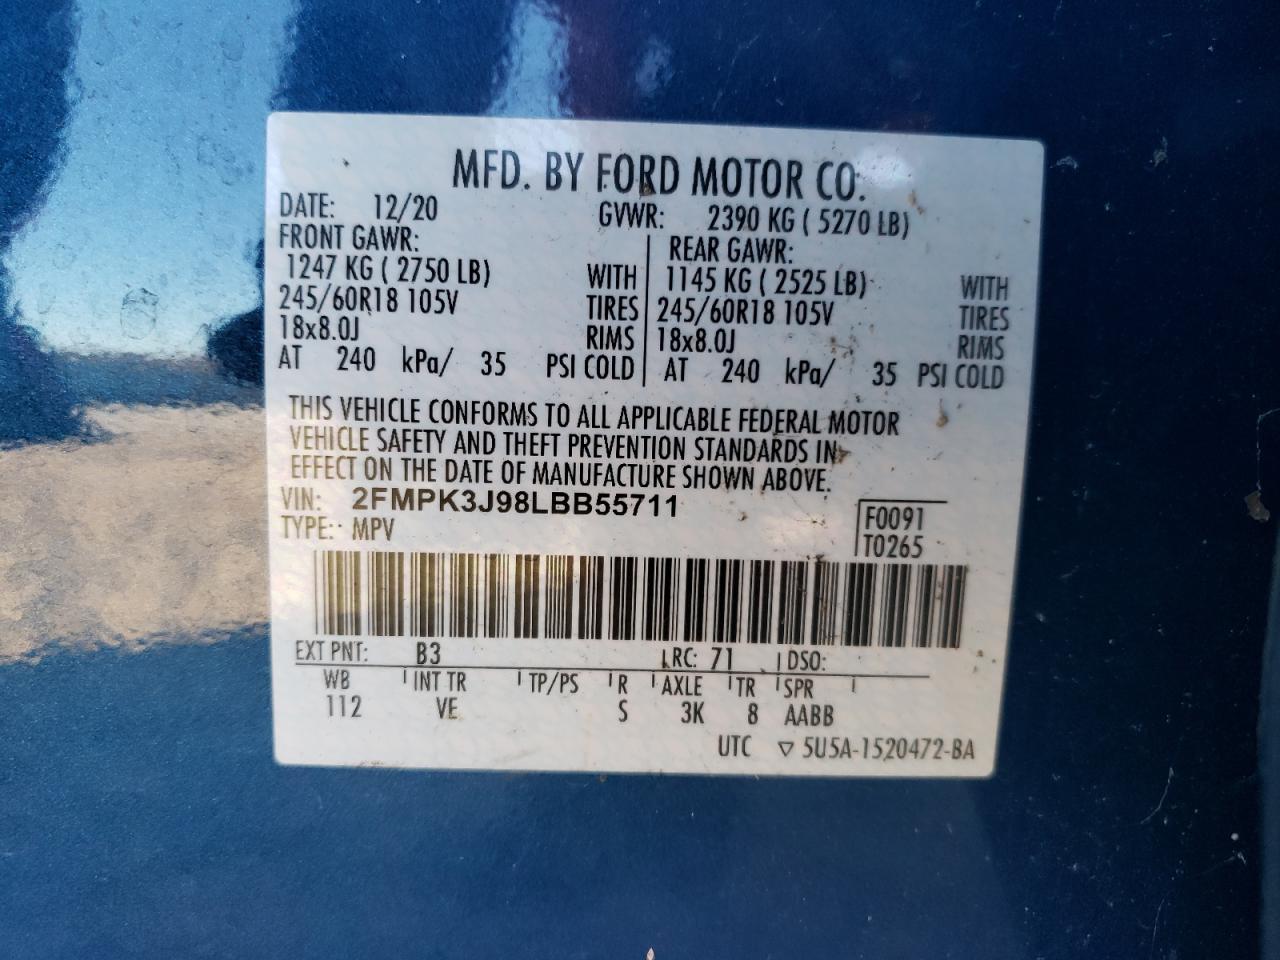 MFD. BY FORD MOTOR CO.
DATE: 12/20 GVWR: 2390 KG ( 5270 LB)
FRONT GAWR: REAR GAWR:
1247 KG ( 2750 LB) WITH 1145 KG ( 2525 LB) WITH
245/60R18 105V TIRES 245/60R18 105V TIRES
18x8.0J RIMS 18x8.0J RIMS
AT 240 kPa/ 35 PSI COLD AT 240 kPa/ 35 PSI COLD
THIS VEHICLE CONFORMS TO ALL APPLICABLE FEDERAL MOTOR
VEHICLE SAFETY AND THEFT PREVENTION STANDARDS IN
EFFECT ON THE DATE OF MANUFACTURE SHOWN ABOVE.
VIN: 2FMPK3J98LBB55711
TYPE: MPV
F0091
T0265
EXT PNT: B3 RC: 71 DSO:
WB INT TR TP/PS R AXLE TR SPR
112 VE S 3K 8 AABB
UTC ▽ 5U5A-1520472-BA